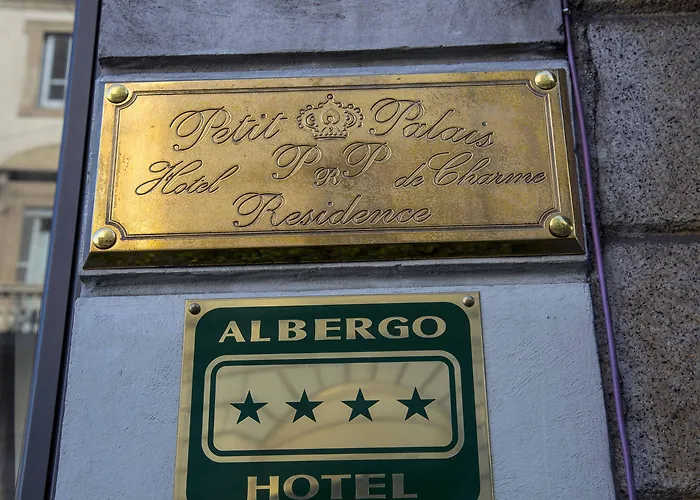 Petit Palais
Hotel PRP de Charme
Residence
ALBERGO
★★★★
HOTEL